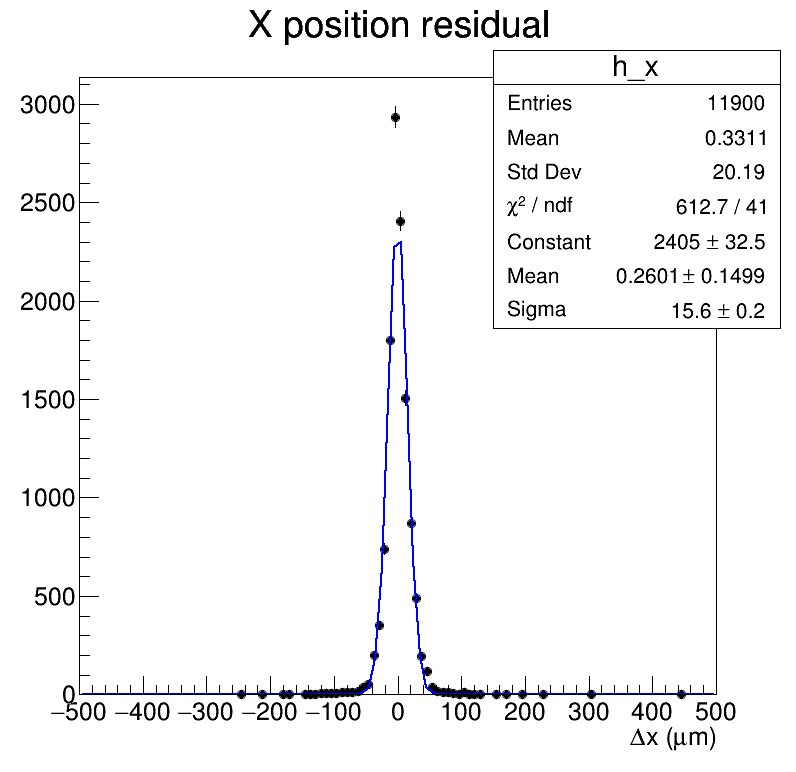 X position residual
h_x
Entries 11900
Mean 0.3311
Std Dev 20.19
χ² / ndf 612.7 / 41
Constant 2405 ± 32.5
Mean 0.2601 ± 0.1499
Sigma 15.6 ± 0.2
3000
2500
2000
1500
1000
500
0
−500 −400 −300 −200 −100 0 100 200 300 400 500
Δx (μm)